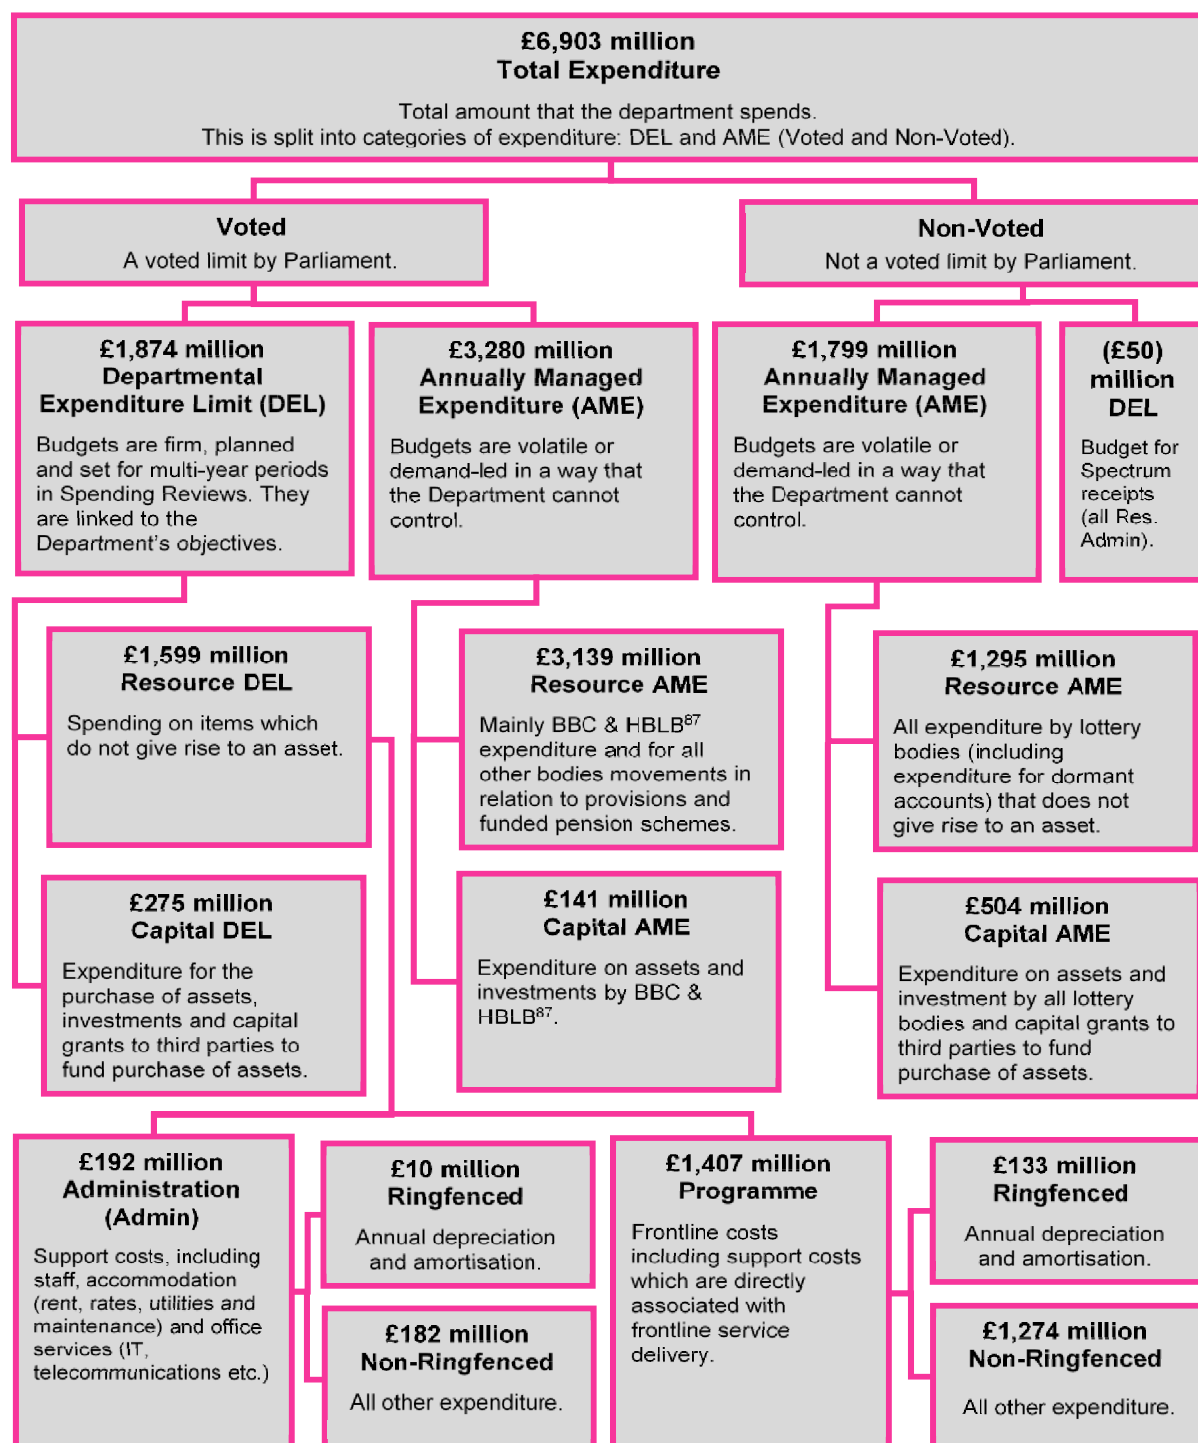 £6,903 million
Total Expenditure
Total amount that the department spends.
This is split into categories of expenditure: DEL and AME (Voted and Non-Voted).
Voted
A voted limit by Parliament.
Non-Voted
Not a voted limit by Parliament.
£1,874 million
Departmental
Expenditure Limit (DEL)
Budgets are firm, planned
and set for multi-year periods
in Spending Reviews. They
are linked to the
Department's objectives.
£3,280 million
Annually Managed
Expenditure (AME)
Budgets are volatile or
demand-led in a way that
the Department cannot
control.
£1,799 million
Annually Managed
Expenditure (AME)
Budgets are volatile or
demand-led in a way that
the Department cannot
control.
(£50)
million
DEL
Budget for
Spectrum
receipts
(all Res.
Admin).
£1,599 million
Resource DEL
Spending on items which
do not give rise to an asset.
£3,139 million
Resource AME
Mainly BBC & HBLB⁸⁷
expenditure and for all
other bodies movements in
relation to provisions and
funded pension schemes.
£1,295 million
Resource AME
All expenditure by lottery
bodies (including
expenditure for dormant
accounts) that does not
give rise to an asset.
£275 million
Capital DEL
Expenditure for the
purchase of assets,
investments and capital
grants to third parties to
fund purchase of assets.
£141 million
Capital AME
Expenditure on assets and
investments by BBC &
HBLB⁸⁷.
£504 million
Capital AME
Expenditure on assets and
investment by all lottery
bodies and capital grants to
third parties to fund
purchase of assets.
£192 million
Administration
(Admin)
Support costs, including
staff, accommodation
(rent, rates, utilities and
maintenance) and office
services (IT,
telecommunications etc.)
£10 million
Ringfenced
Annual depreciation
and amortisation.
£182 million
Non-Ringfenced
All other expenditure.
£1,407 million
Programme
Frontline costs
including support costs
which are directly
associated with
frontline service
delivery.
£133 million
Ringfenced
Annual depreciation
and amortisation.
£1,274 million
Non-Ringfenced
All other expenditure.